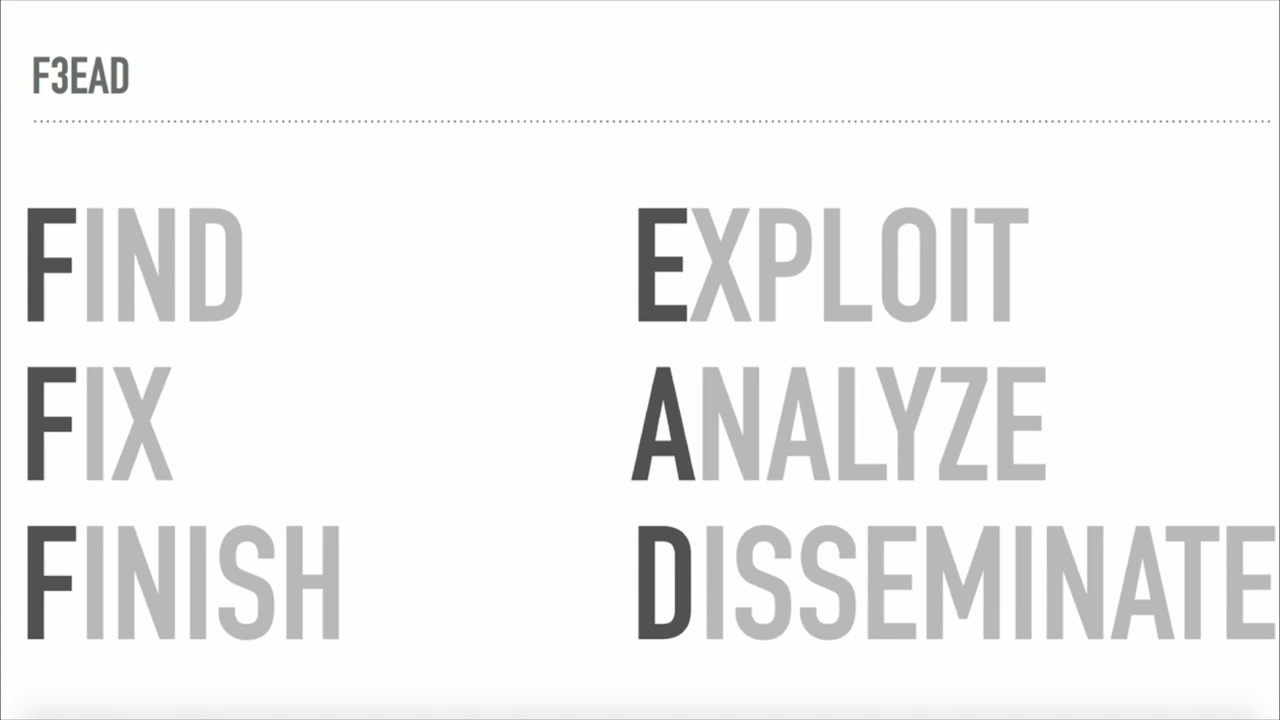 F3EAD
FIND
FIX
FINISH
EXPLOIT
ANALYZE
DISSEMINATE